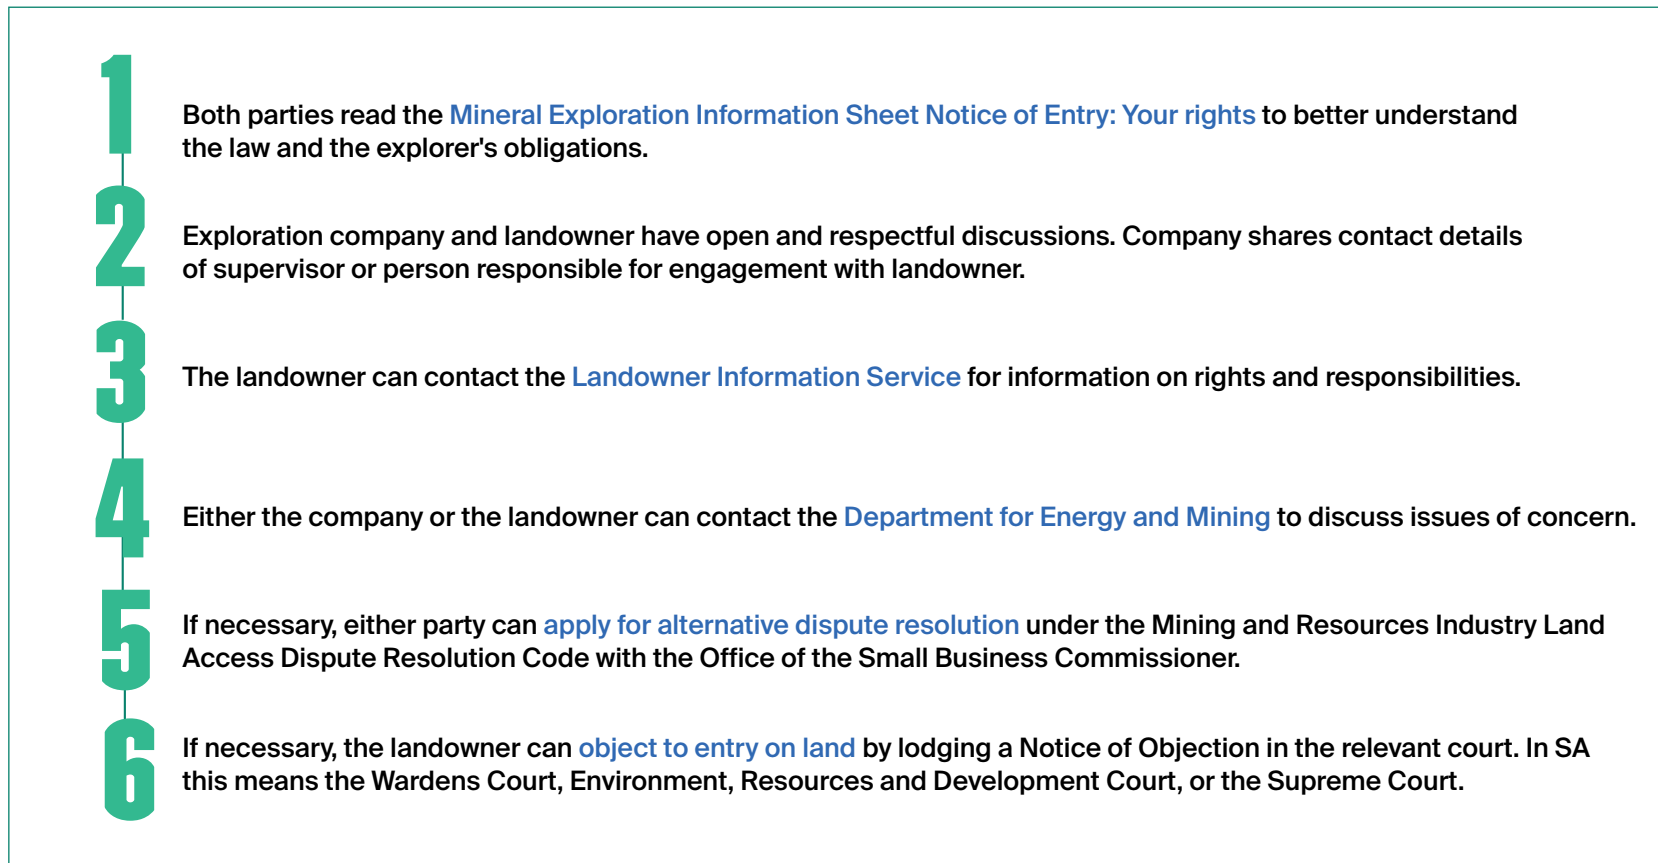 1
Both parties read the Mineral Exploration Information Sheet Notice of Entry: Your rights to better understand
the law and the explorer's obligations.
2
Exploration company and landowner have open and respectful discussions. Company shares contact details
of supervisor or person responsible for engagement with landowner.
3
The landowner can contact the Landowner Information Service for information on rights and responsibilities.
4
Either the company or the landowner can contact the Department for Energy and Mining to discuss issues of concern.
5
If necessary, either party can apply for alternative dispute resolution under the Mining and Resources Industry Land
Access Dispute Resolution Code with the Office of the Small Business Commissioner.
6
If necessary, the landowner can object to entry on land by lodging a Notice of Objection in the relevant court. In SA
this means the Wardens Court, Environment, Resources and Development Court, or the Supreme Court.